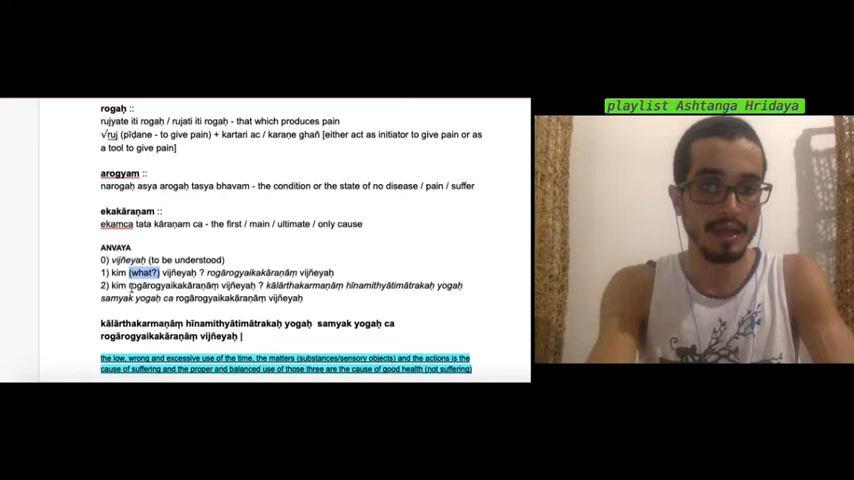 playlist Ashtanga Hridaya
rogaḥ ::
rujyate iti rogaḥ / rujati iti rogaḥ - that which produces pain
√ruj (pīḍane - to give pain) + kartari ac / karaṇe ghañ [either act as initiator to give pain or as
a tool to give pain]
arogyam ::
narogaḥ asya arogaḥ tasya bhavam - the condition or the state of no disease / pain / suffer
ekakāraṇam ::
ekamca tata kāraṇam ca - the first / main / ultimate / only cause
ANVAYA
0) vijñeyaḥ (to be understood)
1) kim (what?) vijñeyaḥ ? rogārogyaikakāraṇāṃ vijñeyaḥ
2) kim rogārogyaikakāraṇāṃ vijñeyaḥ ? kālārthakarmaṇāṃ hīnamithyātimātrakaḥ yogaḥ
samyak yogaḥ ca rogārogyaikakāraṇāṃ vijñeyaḥ
kālārthakarmaṇāṃ hīnamithyātimātrakaḥ yogaḥ samyak yogaḥ ca
rogārogyaikakāraṇāṃ vijñeyaḥ |
the low, wrong and excessive use of the time, the matters (substances/sensory objects) and the actions is the
cause of suffering and the proper and balanced use of those three are the cause of good health (not suffering)